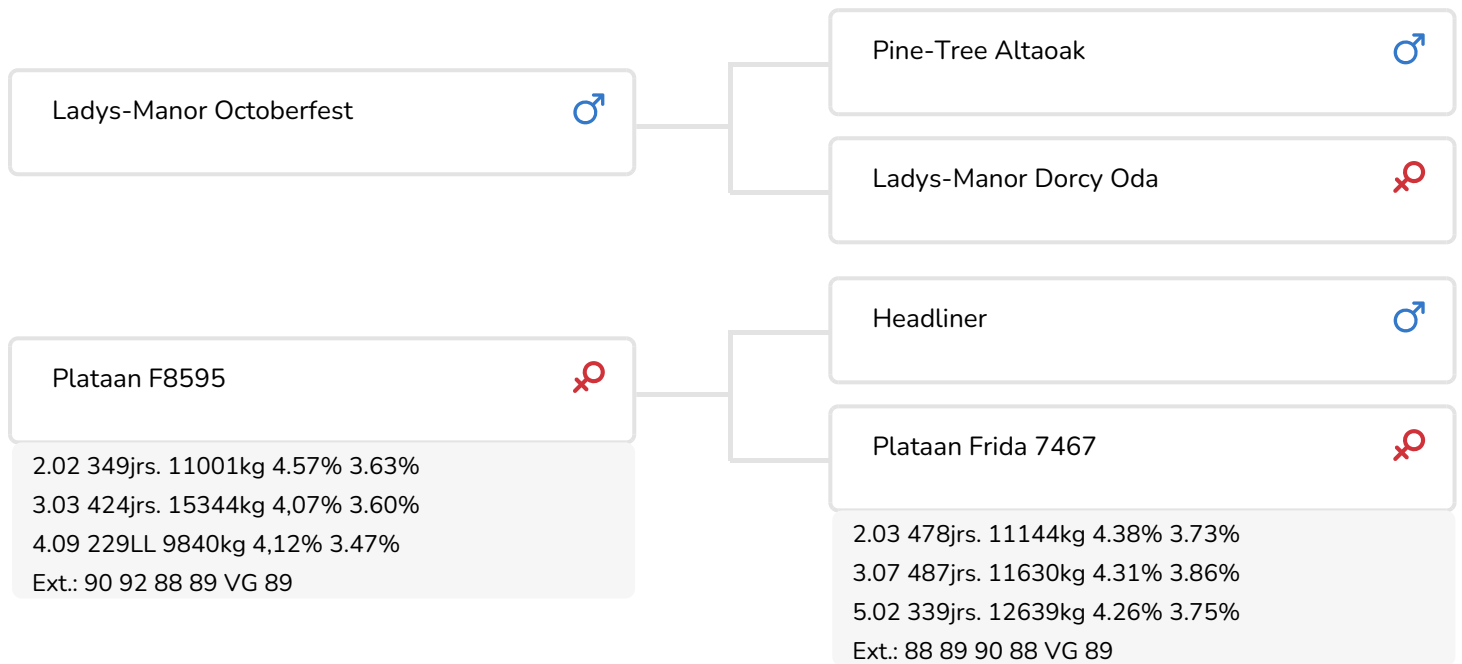 Pine-Tree Altaoak
Ladys-Manor Octoberfest
Ladys-Manor Dorcy Oda
Headliner
Plataan F8595
Plataan Frida 7467
2.02 349jrs. 11001kg 4.57% 3.63%
3.03 424jrs. 15344kg 4,07% 3.60%
4.09 229LL 9840kg 4,12% 3.47%
Ext.: 90 92 88 89 VG 89
2.03 478jrs. 11144kg 4.38% 3.73%
3.07 487jrs. 11630kg 4.31% 3.86%
5.02 339jrs. 12639kg 4.26% 3.75%
Ext.: 88 89 90 88 VG 89